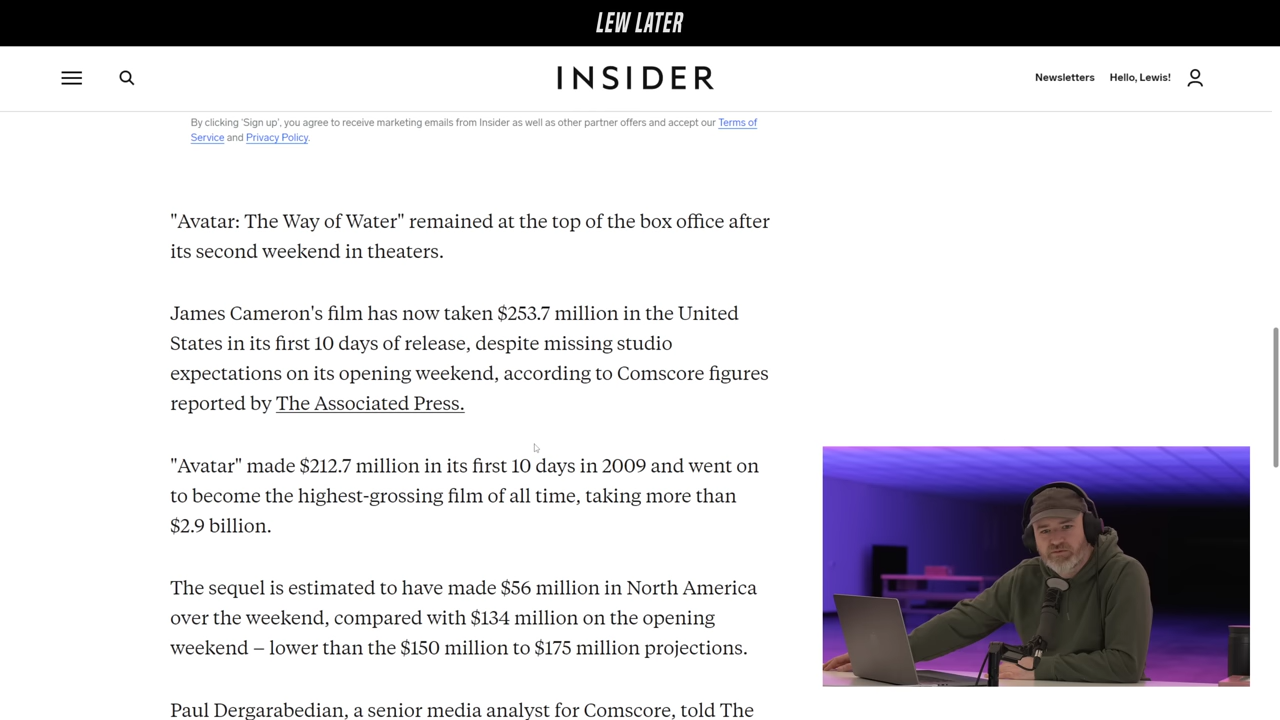 LEW LATER
INSIDER
Newsletters
Hello, Lewis!
By clicking 'Sign up', you agree to receive marketing emails from Insider as well as other partner offers and accept our Terms of
Service and Privacy Policy.
"Avatar: The Way of Water" remained at the top of the box office after
its second weekend in theaters.
James Cameron's film has now taken $253.7 million in the United
States in its first 10 days of release, despite missing studio
expectations on its opening weekend, according to Comscore figures
reported by The Associated Press.
"Avatar" made $212.7 million in its first 10 days in 2009 and went on
to become the highest-grossing film of all time, taking more than
$2.9 billion.
The sequel is estimated to have made $56 million in North America
over the weekend, compared with $134 million on the opening
weekend – lower than the $150 million to $175 million projections.
Paul Dergarabedian, a senior media analyst for Comscore, told The